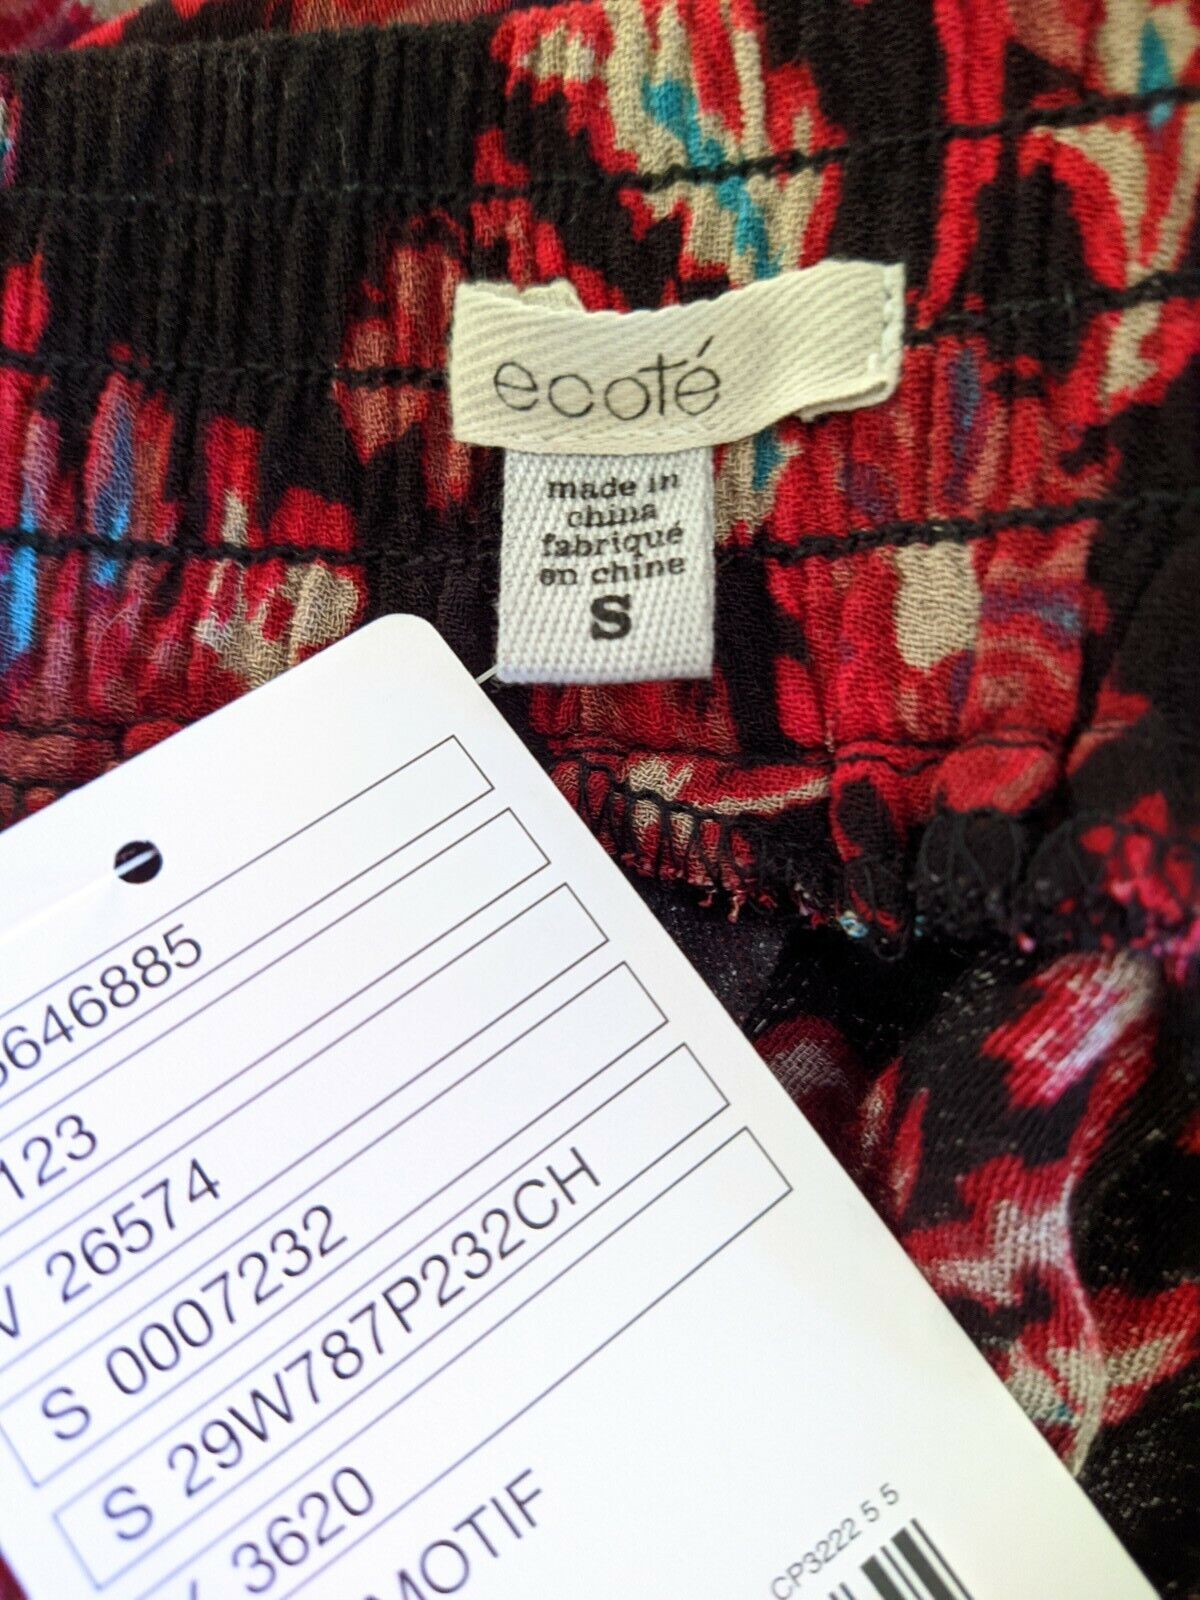 ecoté
made in
china
fabriqué
en chine
S
646885
123
26574
S 0007232
S 29W787P232CH
3620
MOTIF
CP3222 5 5